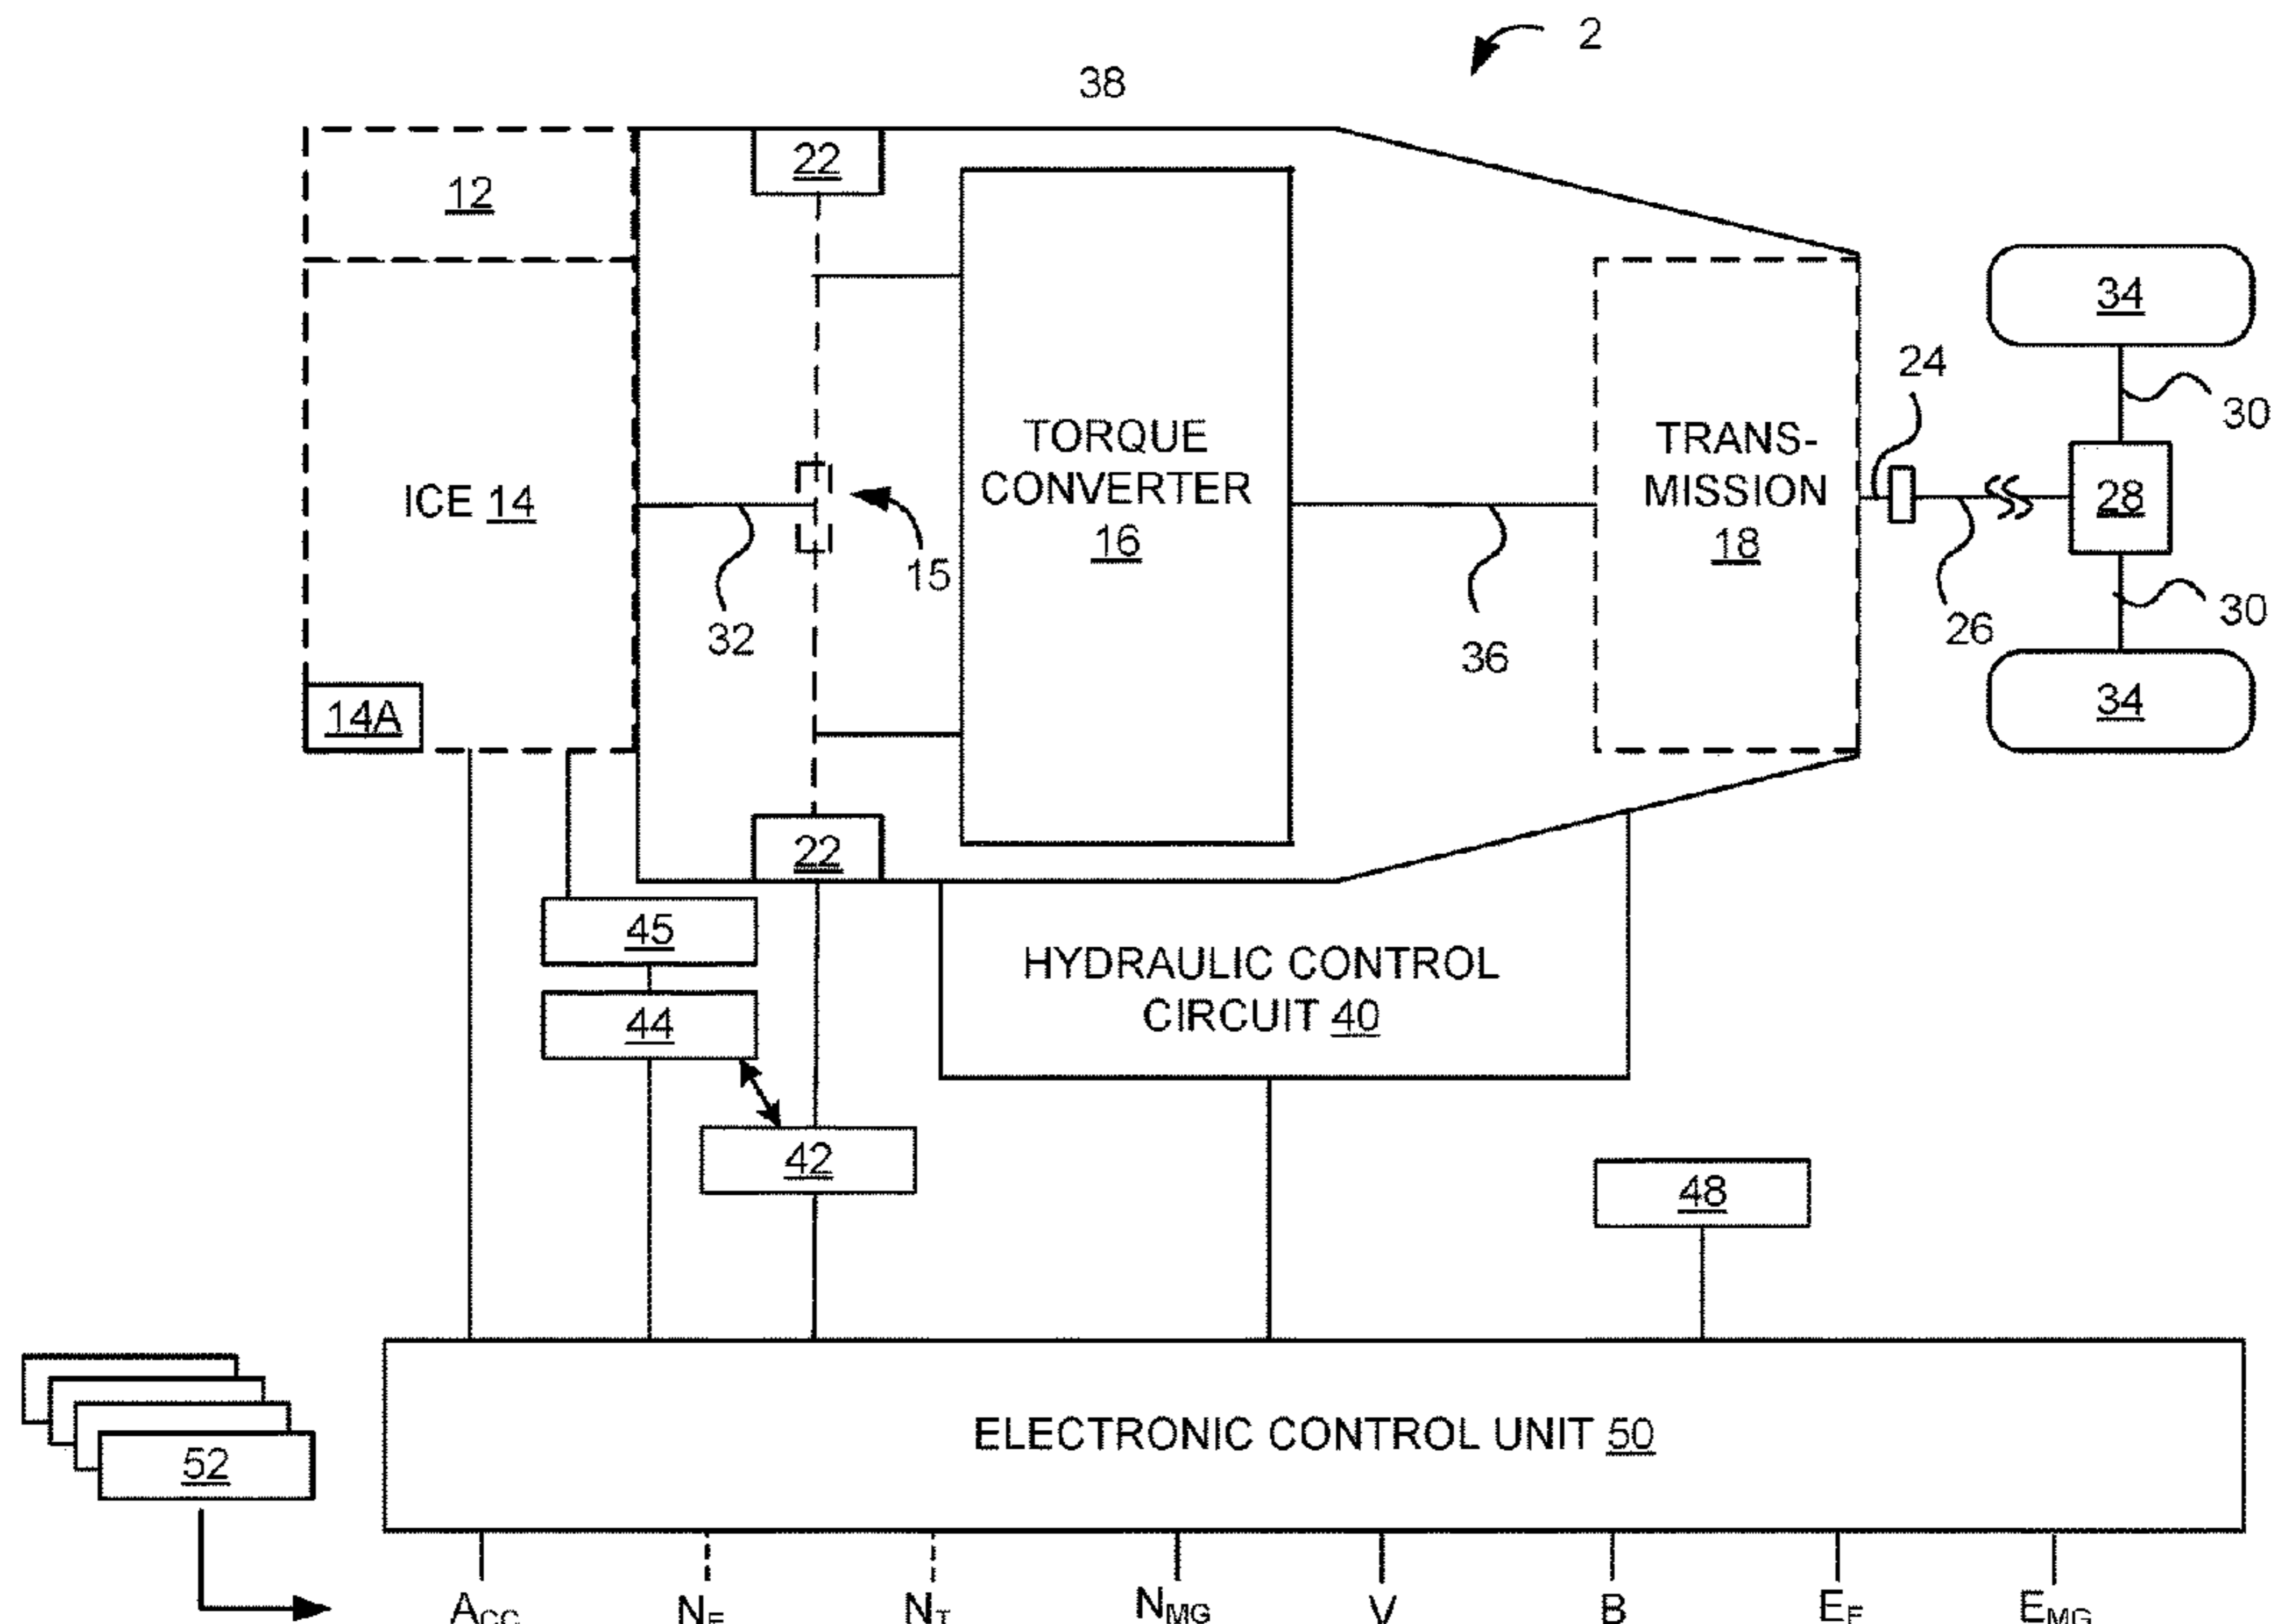 2
38
22
12
34
24
30
TORQUE
CONVERTER
16
TRANS-
MISSION
18
ICE 14
28
15
32
36
26
30
14A
34
22
45
HYDRAULIC CONTROL
CIRCUIT 40
44
42
48
ELECTRONIC CONTROL UNIT 50
52
ACC NE NT NMG V B EF EMG